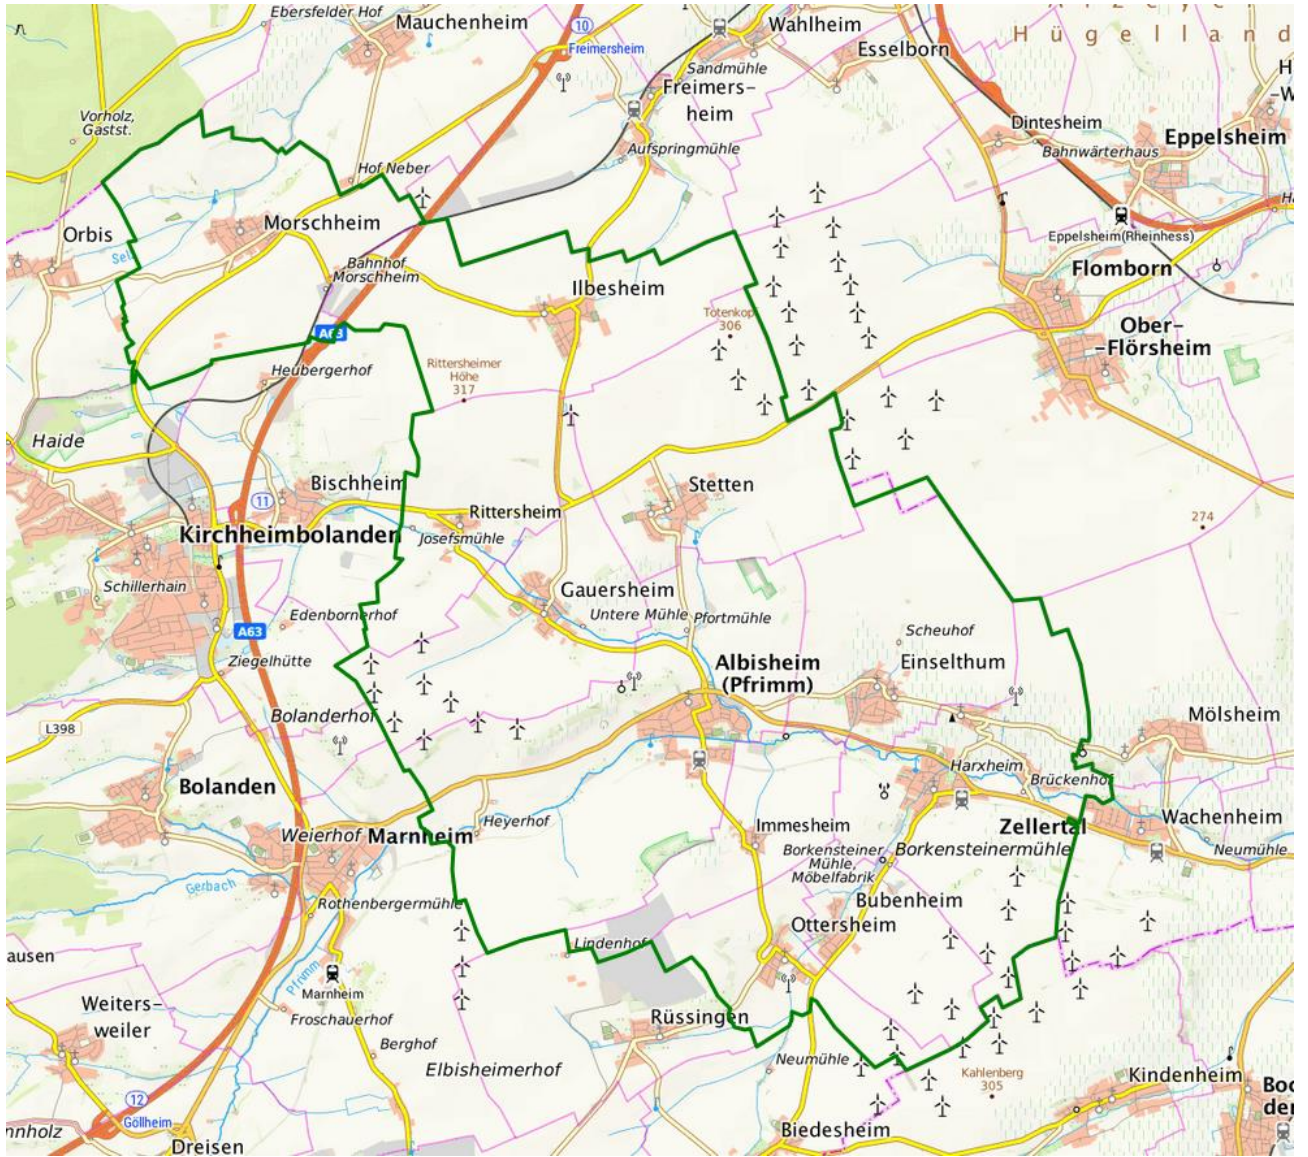 Ebersfelder Hof
Mauchenheim
10
Freimersheim
Wahlheim
Esselborn
Hügelland
Sandmühle
Freimers-
heim
Vorholz,
Gastst.
Dintesheim
Eppelsheim
Bahnwärterhaus
Aufspringmühle
Hof Neber
Orbis
Morschheim
Eppelsheim(Rheinhess)
Bahnhof
Morschheim
Flomborn
Ilbesheim
Totenkop
306
Ober-
-Flörsheim
A63
Heubergerhof
Rittersheimer
Höhe
317
Haide
Bischheim
Stetten
11
Rittersheim
274
Kirchheimbolanden
Josefsmühle
Schillerhain
Gauersheim
Edenbornerhof
Untere Mühle
Pfortmühle
A63
Scheuhof
Ziegelhütte
Albisheim
(Pfrimm)
Einselthum
Bolanderhof
L398
Mölsheim
Bolanden
Harxheim
Brückenhof
Heyerhof
Weierhof
Marnheim
Immesheim
Zellertal
Wachenheim
Borkensteiner
Mühle,
Möbelfabrik
Borkensteinermühle
Neumühle
Gerbach
Rothenbergermühle
Bubenheim
Ottersheim
Lindenhof
ausen
Pfrimm
Marnheim
Weiters-
weiler
Froschauerhof
Rüssingen
Berghof
Elbisheimerhof
Neumühle
Kahlenberg
305
Kindenheim
12
Göllheim
nnholz
Dreisen
Biedesheim